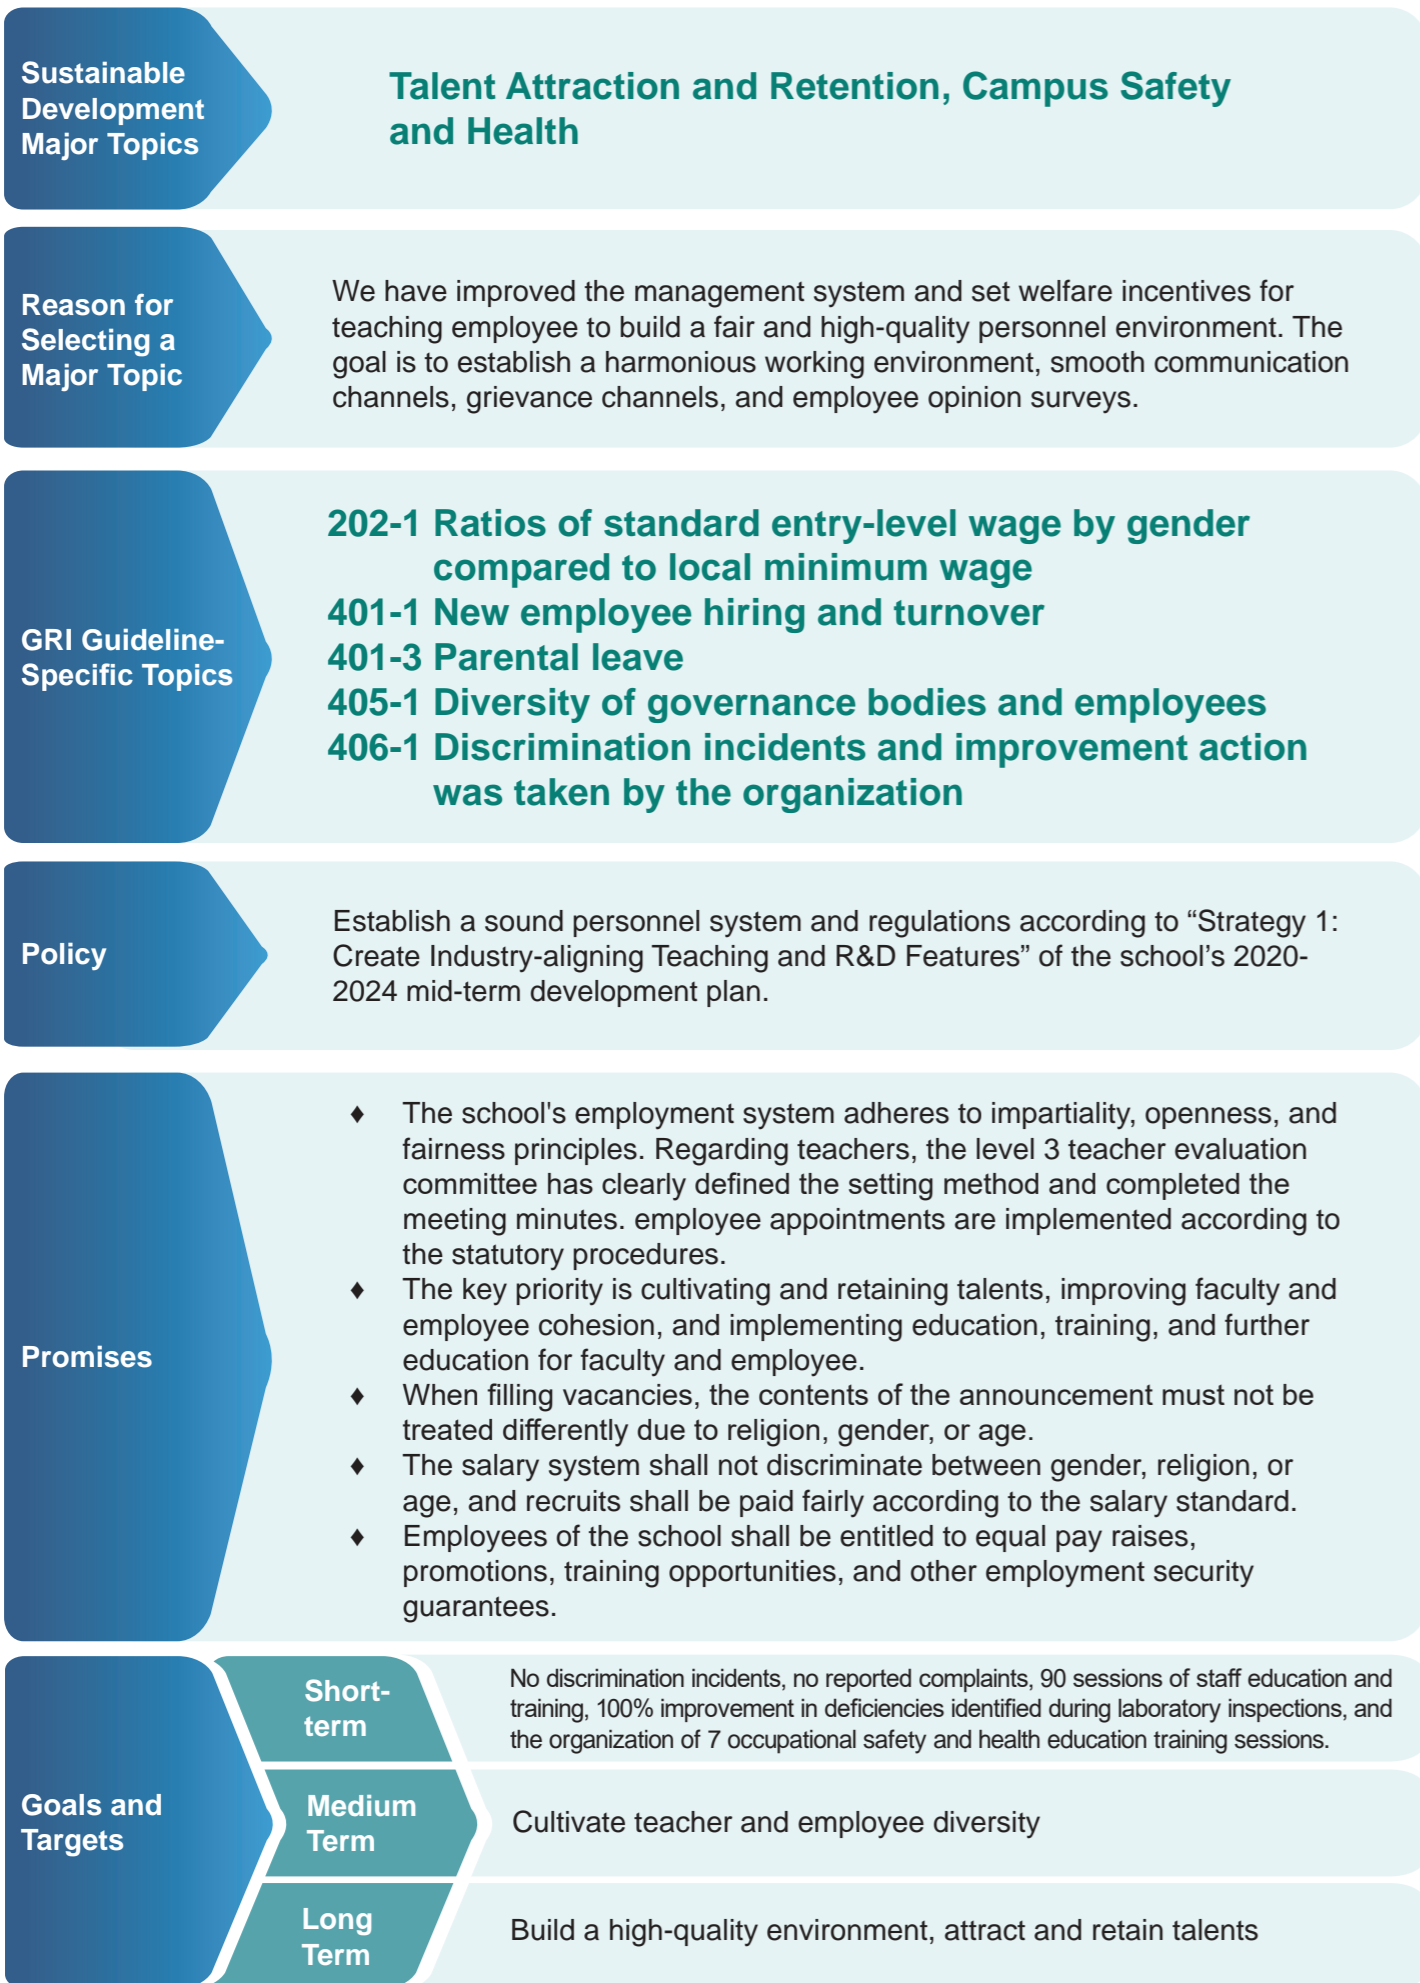 Sustainable
Development
Major Topics
Talent Attraction and Retention, Campus Safety
and Health
Reason for
Selecting a
Major Topic
We have improved the management system and set welfare incentives for
teaching employee to build a fair and high-quality personnel environment. The
goal is to establish a harmonious working environment, smooth communication
channels, grievance channels, and employee opinion surveys.
GRI Guideline-
Specific Topics
202-1 Ratios of standard entry-level wage by gender
compared to local minimum wage
401-1 New employee hiring and turnover
401-3 Parental leave
405-1 Diversity of governance bodies and employees
406-1 Discrimination incidents and improvement action
was taken by the organization
Policy
Establish a sound personnel system and regulations according to “Strategy 1:
Create Industry-aligning Teaching and R&D Features” of the school’s 2020-
2024 mid-term development plan.
Promises
♦ The school's employment system adheres to impartiality, openness, and
fairness principles. Regarding teachers, the level 3 teacher evaluation
committee has clearly defined the setting method and completed the
meeting minutes. employee appointments are implemented according to
the statutory procedures.
♦ The key priority is cultivating and retaining talents, improving faculty and
employee cohesion, and implementing education, training, and further
education for faculty and employee.
♦ When filling vacancies, the contents of the announcement must not be
treated differently due to religion, gender, or age.
♦ The salary system shall not discriminate between gender, religion, or
age, and recruits shall be paid fairly according to the salary standard.
♦ Employees of the school shall be entitled to equal pay raises,
promotions, training opportunities, and other employment security
guarantees.
Goals and
Targets
Short-
term
No discrimination incidents, no reported complaints, 90 sessions of staff education and
training, 100% improvement in deficiencies identified during laboratory inspections, and
the organization of 7 occupational safety and health education training sessions.
Medium
Term
Cultivate teacher and employee diversity
Long
Term
Build a high-quality environment, attract and retain talents